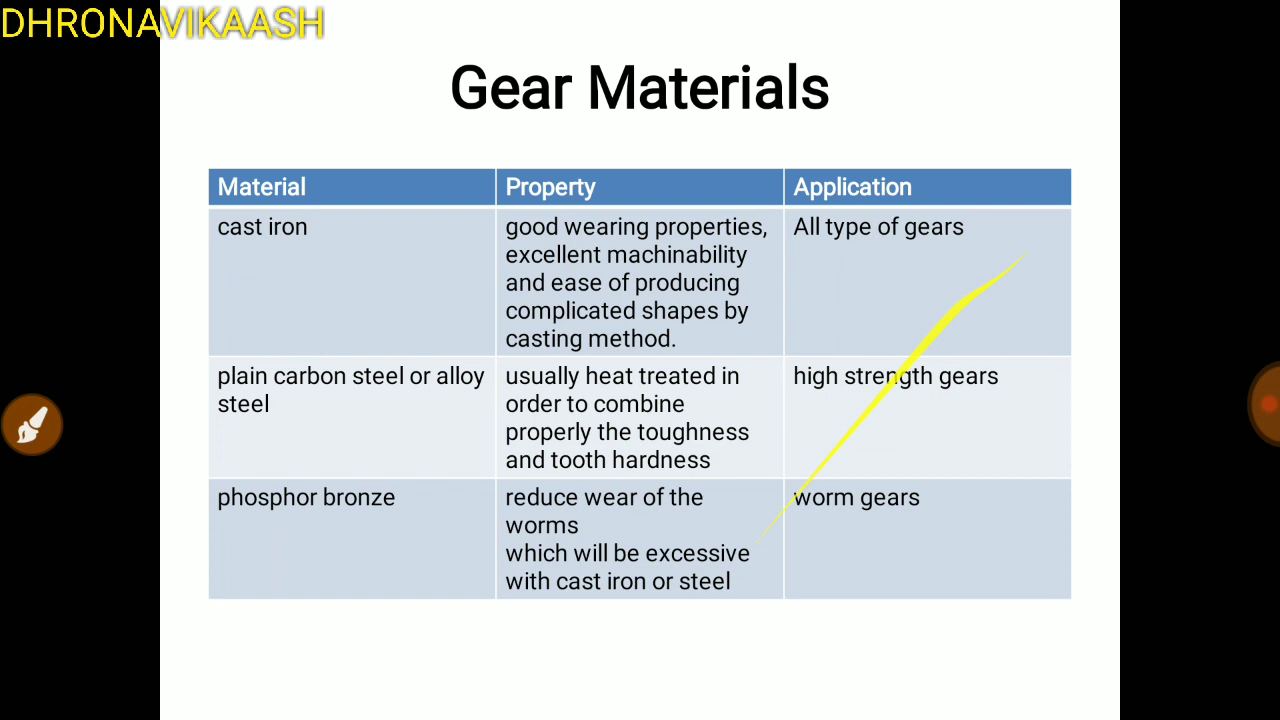 DHRONAVIKAASH
Gear Materials
Material Property Application
cast iron
good wearing properties,
excellent machinability
and ease of producing
complicated shapes by
casting method.
All type of gears
plain carbon steel or alloy
steel
usually heat treated in
order to combine
properly the toughness
and tooth hardness
high strength gears
phosphor bronze
reduce wear of the
worms
which will be excessive
with cast iron or steel
worm gears